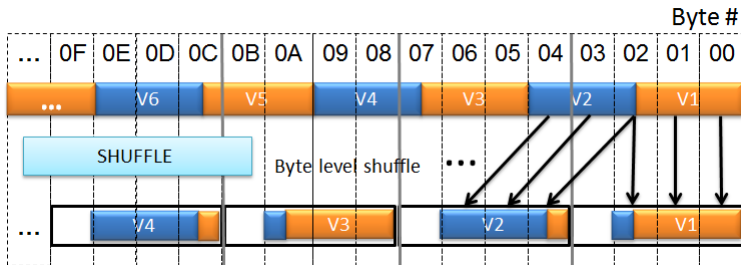 Byte #
... 0F 0E 0D 0C 0B 0A 09 08 07 06 05 04 03 02 01 00
... V6 V5 V4 V3 V2 V1
SHUFFLE Byte level shuffle ...
... V4 V3 V2 V1